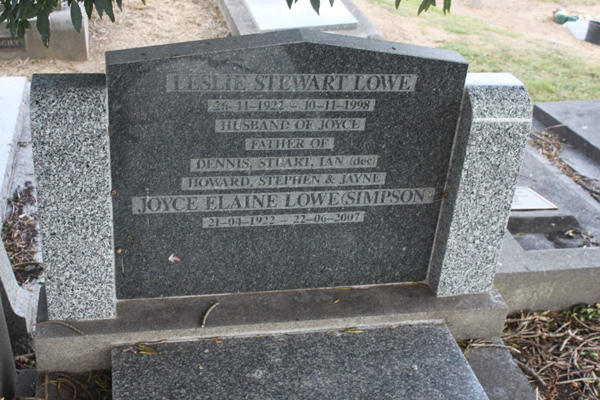 LESLIE STEWART LOWE
26-11-1922 - 10-11-1998
HUSBAND OF JOYCE
FATHER OF
DENNIS, STUART, IAN (dec)
HOWARD, STEPHEN & JAYNE
JOYCE ELAINE LOWE (SIMPSON)
21-04-1922 - 22-06-2007